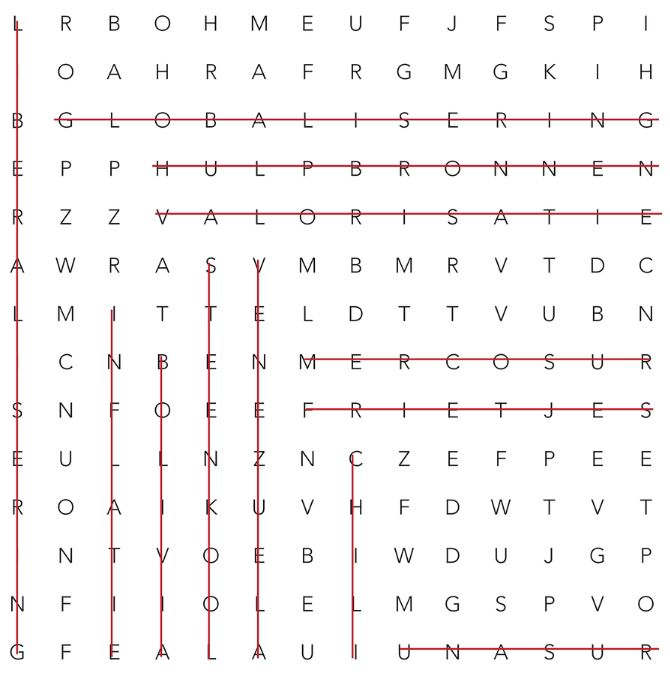 L R B O H M E U F J F S P I
I O A H R A F R G M G K I H
B G L O B A L I S E R I N G
E P P H U L P B R O N N E N
R Z Z V A L O R I S A T I E
A W R A S V M B M R V T D C
L M I T T E L D T T V U B N
I C N B E N M E R C O S U R
S N F O E E F R I E T J E S
E U L L N Z N C Z E F P E E
R O A I K U V H F D W T V T
I N T V O E B I W D U J G P
N F I I O L E L M G S P V O
G F E A L A U I U N A S U R